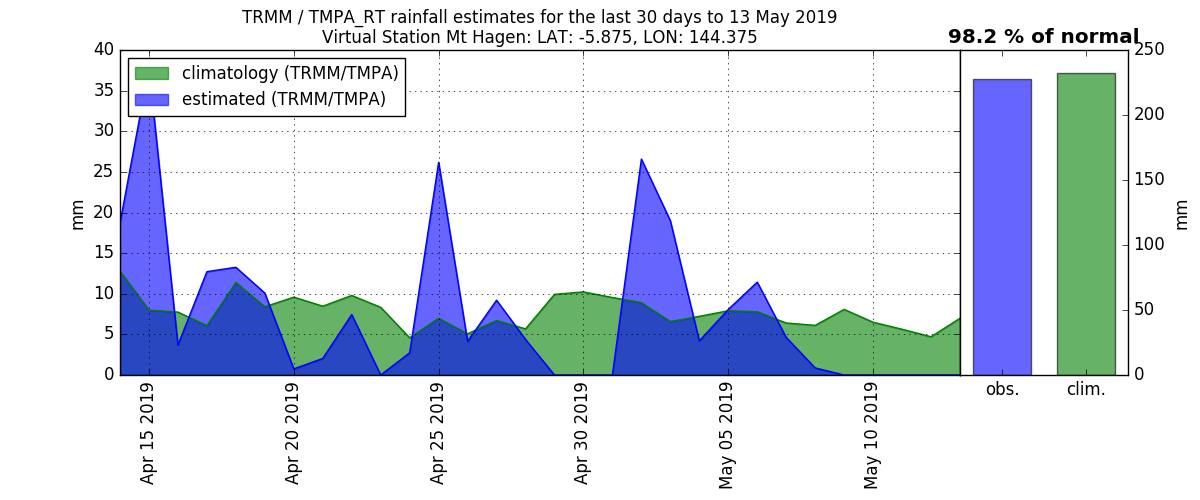 TRMM / TMPA_RT rainfall estimates for the last 30 days to 13 May 2019
Virtual Station Mt Hagen: LAT: -5.875, LON: 144.375
98.2 % of normal
climatology (TRMM/TMPA)
estimated (TRMM/TMPA)
40
35
30
25
20
15
10
5
0
mm
Apr 15 2019
Apr 20 2019
Apr 25 2019
Apr 30 2019
May 05 2019
May 10 2019
250
200
150
100
50
0
mm
obs.
clim.